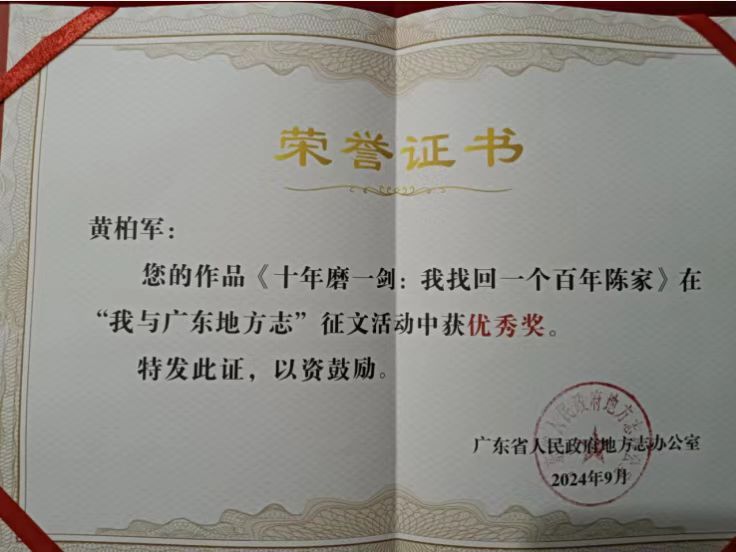 荣誉证书
黄柏军：
您的作品《十年磨一剑：我找回一个百年陈家》在
“我与广东地方志”征文活动中获优秀奖。
特发此证，以资鼓励。
广东省人民政府地方志办公室
2024年9月